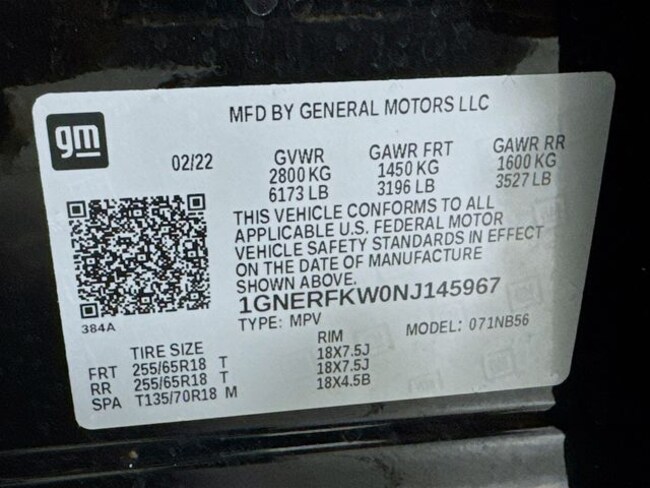 gm
MFD BY GENERAL MOTORS LLC
02/22
GVWR
2800 KG
6173 LB
GAWR FRT
1450 KG
3196 LB
GAWR RR
1600 KG
3527 LB
THIS VEHICLE CONFORMS TO ALL
APPLICABLE U.S. FEDERAL MOTOR
VEHICLE SAFETY STANDARDS IN EFFECT
ON THE DATE OF MANUFACTURE
SHOWN ABOVE.
1GNERFKW0NJ145967
384A
TYPE: MPV
MODEL: 071NB56
TIRE SIZE
RIM
FRT 255/65R18 T 18X7.5J
RR 255/65R18 T 18X7.5J
SPA T135/70R18 M 18X4.5B